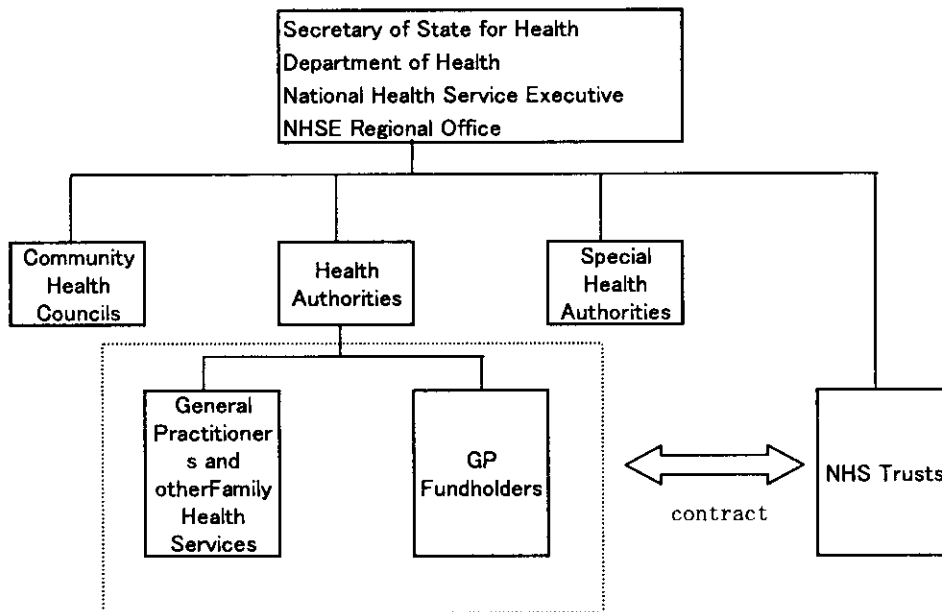 Secretary of State for Health
Department of Health
National Health Service Executive
NHSE Regional Office
Community
Health
Councils
Health
Authorities
Special
Health
Authorities
General
Practitioner
s and
otherFamily
Health
Services
GP
Fundholders
contract
NHS Trusts